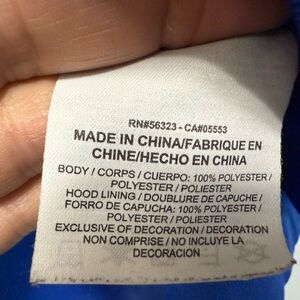 RN#56323 - CA#05553
MADE IN CHINA/FABRIQUE EN
CHINE/HECHO EN CHINA
BODY / CORPS / CUERPO: 100% POLYESTER /
POLYESTER / POLIESTER
HOOD LINING / DOUBLURE DE CAPUCHE /
FORRO DE CAPUCHA: 100% POLYESTER /
POLYESTER / POLIESTER
EXCLUSIVE OF DECORATION / DECORATION
NON COMPRISE / NO INCLUYE LA
DECORACION